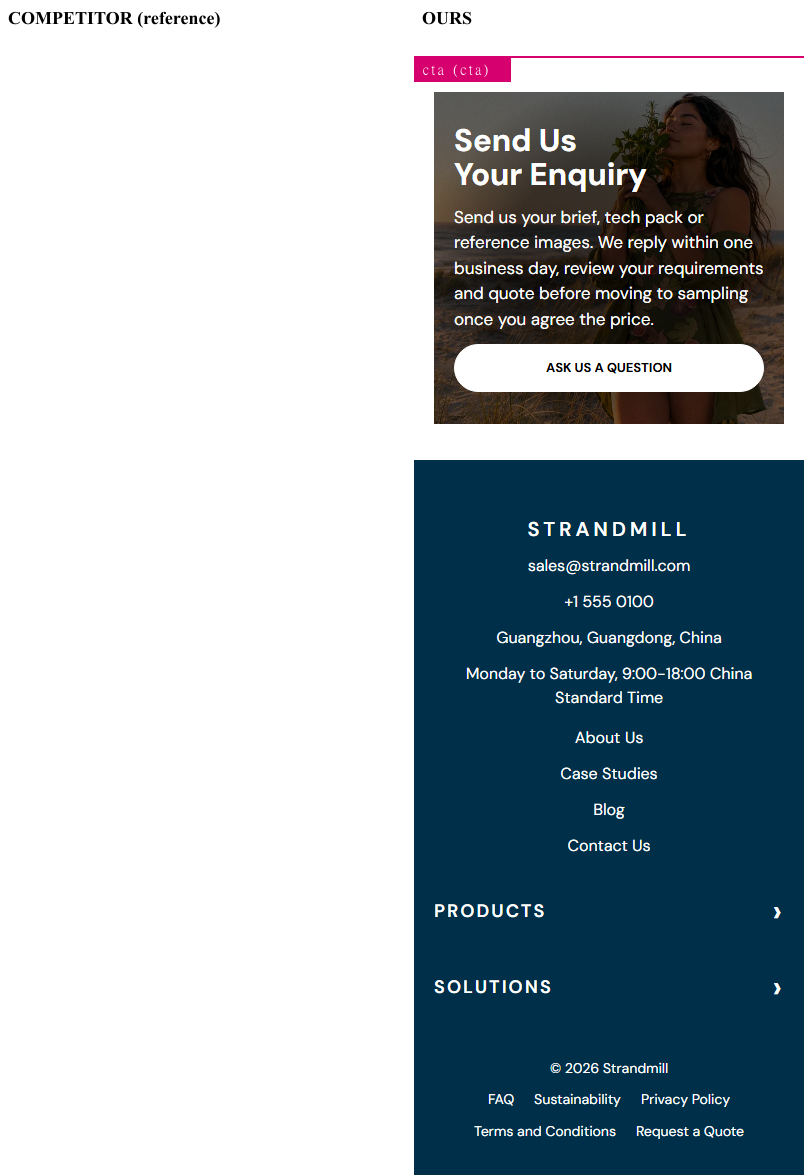 COMPETITOR (reference)
OURS
cta (cta)
Send Us
Your Enquiry
Send us your brief, tech pack or
reference images. We reply within one
business day, review your requirements
and quote before moving to sampling
once you agree the price.
ASK US A QUESTION
STRANDMILL
sales@strandmill.com
+1 555 0100
Guangzhou, Guangdong, China
Monday to Saturday, 9:00-18:00 China
Standard Time
About Us
Case Studies
Blog
Contact Us
PRODUCTS
SOLUTIONS
© 2026 Strandmill
FAQ Sustainability Privacy Policy
Terms and Conditions Request a Quote